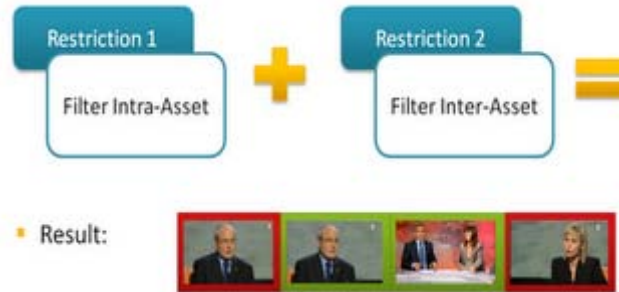 Restriction 1
Filter Intra-Asset
Restriction 2
Filter Inter-Asset
Result: